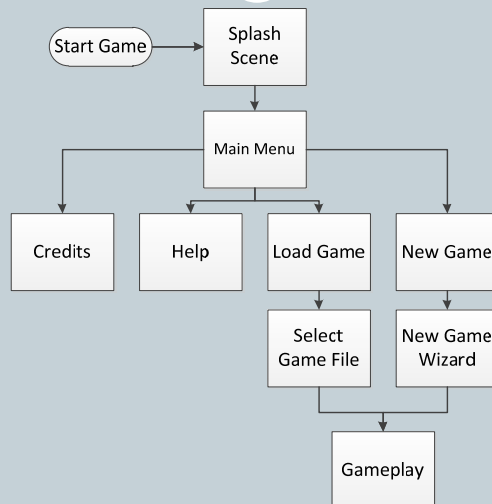 Start Game
Splash
Scene
Main Menu
Credits
Help
Load Game
New Game
Select
Game File
New Game
Wizard
Gameplay